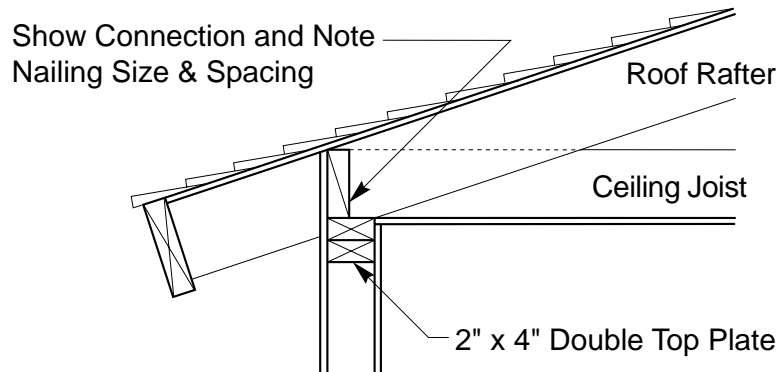 Show Connection and Note
Nailing Size & Spacing
Roof Rafter
Ceiling Joist
2" x 4" Double Top Plate